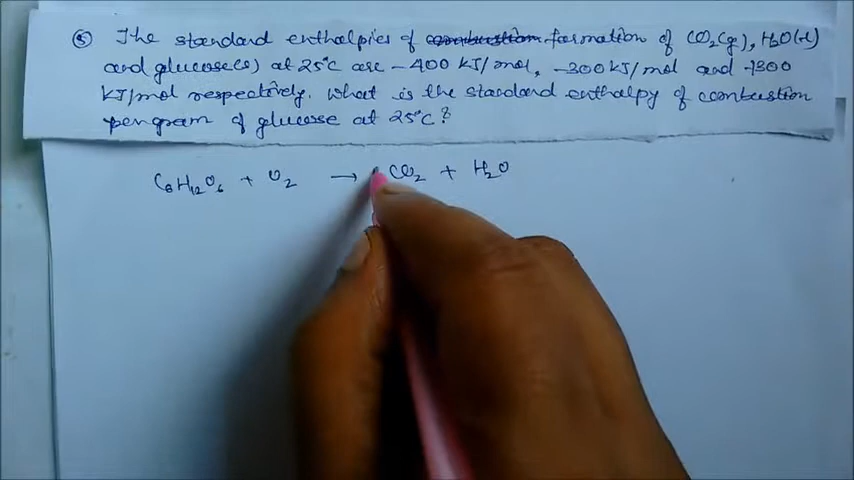 ⑤ The standard enthalpies of combustion formation of CO2(g), H2O(l)
and glucose(s) at 25°C are -400 KJ/mol, -300KJ/mol and -1300
KJ/mol respectively. What is the standard enthalpy of combustion
per gram of glucose at 25°C?
C6H12O6 + O2 → CO2 + H2O